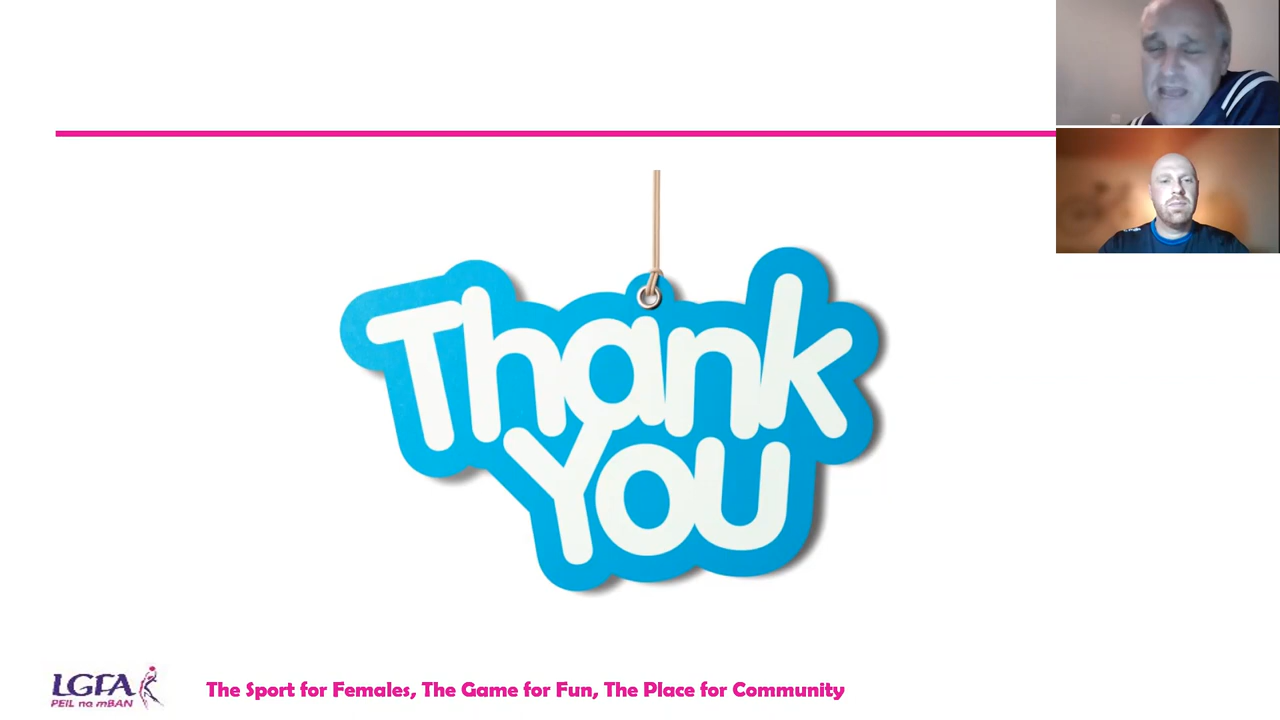 Thank
You
LGFA
PEIL na mBAN
The Sport for Females, The Game for Fun, The Place for Community